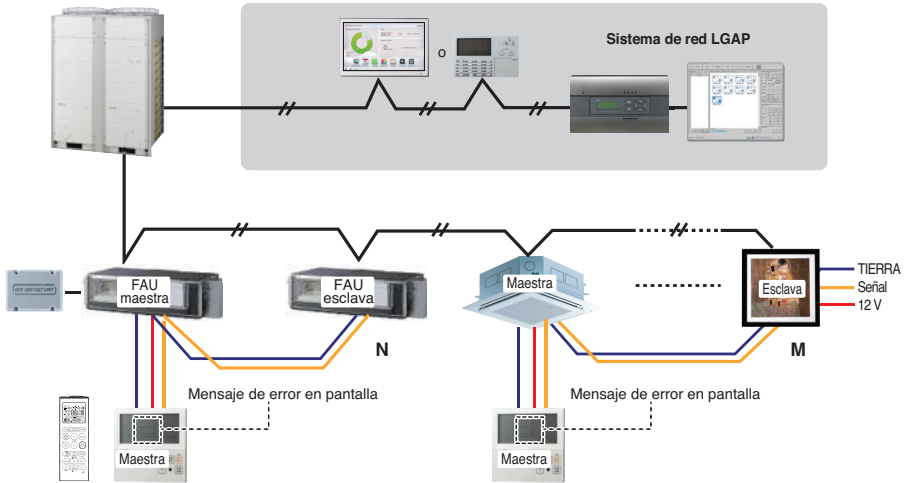 Sistema de red LGAP
o
FAU
maestra
FAU
esclava
Maestra
Esclava
TIERRA
Señal
12 V
N
M
Mensaje de error en pantalla
Mensaje de error en pantalla
Maestra
Maestra